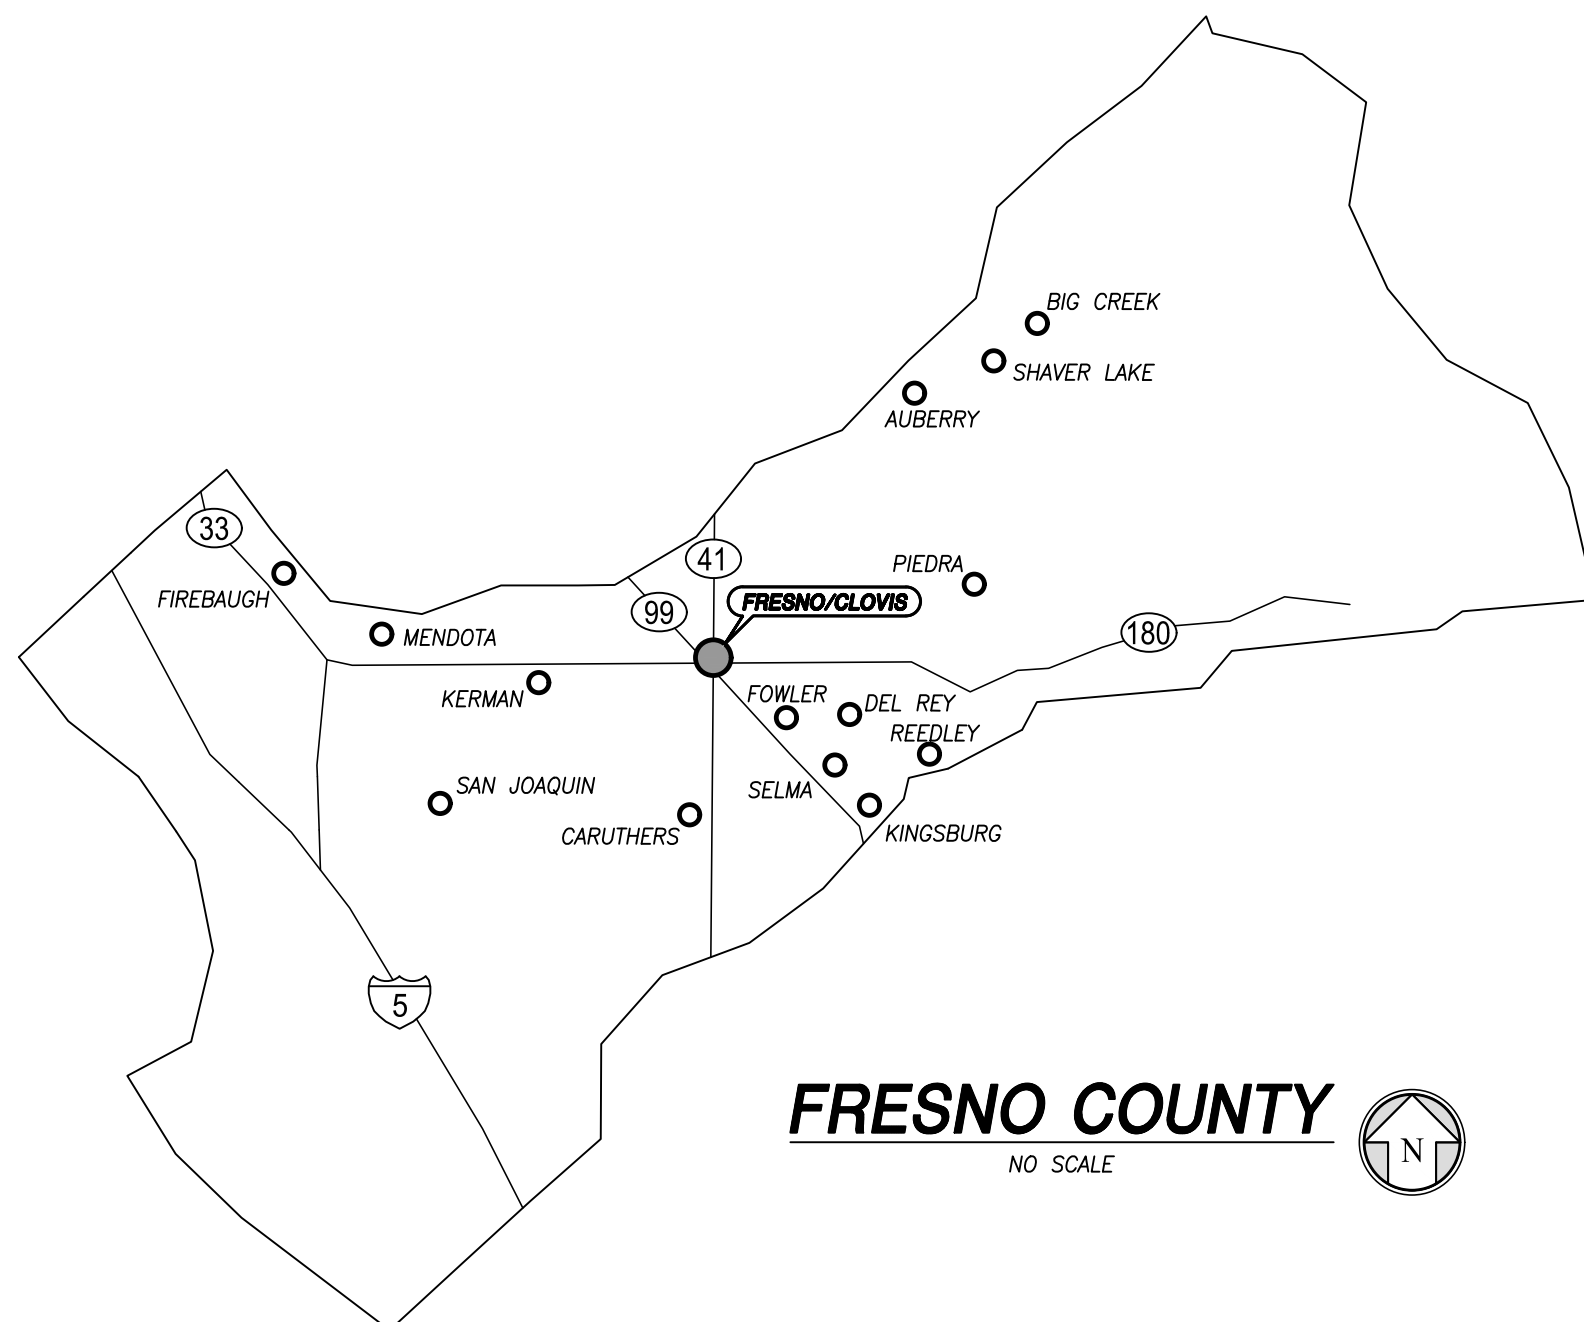 BIG CREEK
SHAVER LAKE
AUBERRY
33
41
PIEDRA
FIREBAUGH
99
FRESNO/CLOVIS
180
MENDOTA
KERMAN
FOWLER
DEL REY
REEDLEY
SAN JOAQUIN
SELMA
CARUTHERS
KINGSBURG
5
FRESNO COUNTY
N
NO SCALE